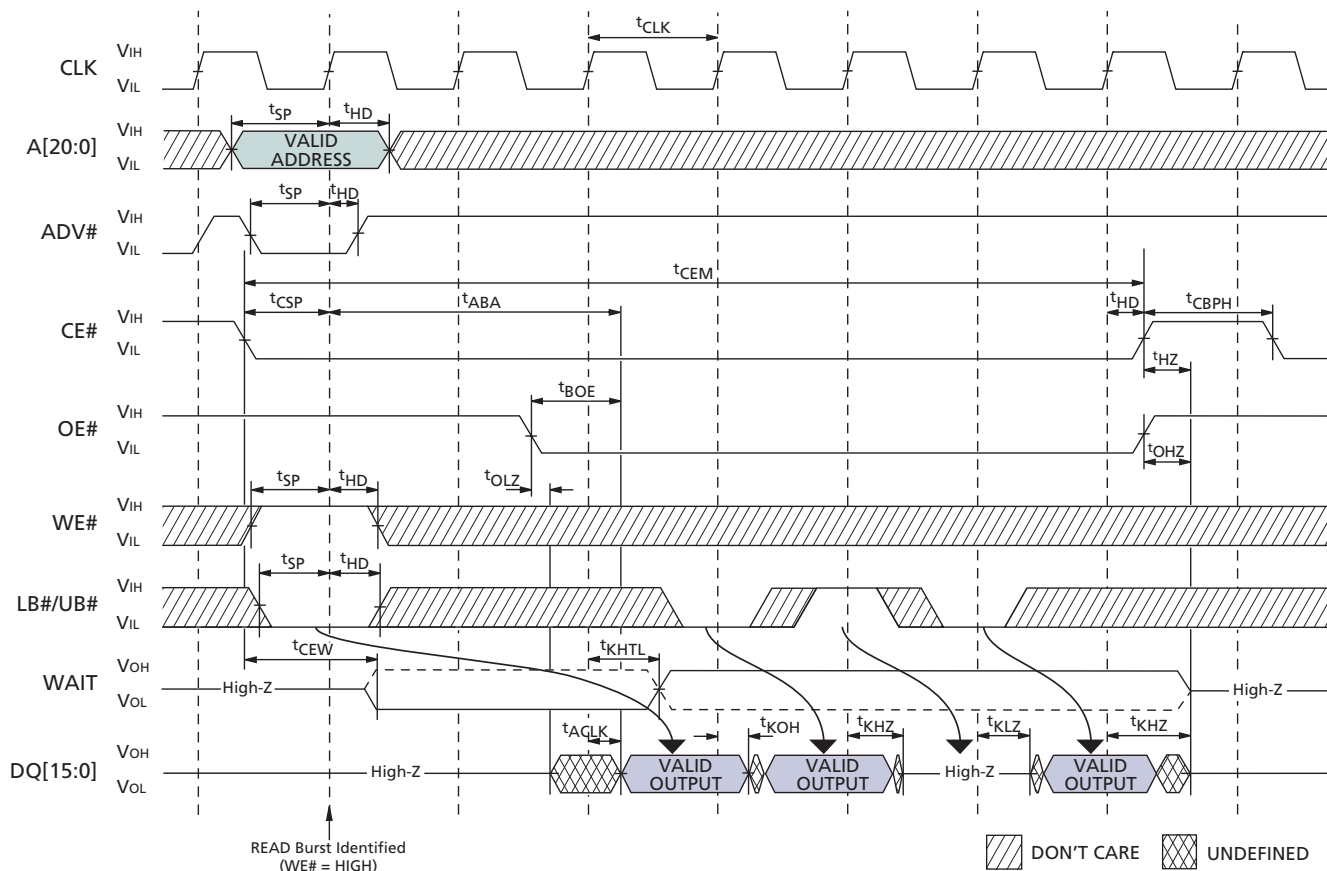 tCLK
VIH
CLK
VIL
tSP tHD
VIH
A[20:0]
VALID
ADDRESS
VIL
tSP tHD
VIH
ADV#
VIL
tCEM
tCSP tABA tHD tCBPH
VIH
CE#
VIL
tHZ
tBOE
VIH
OE#
VIL
tOHZ
tOLZ
tSP tHD
VIH
WE#
VIL
tSP tHD
VIH
LB#/UB#
VIL
tCEW tKHTL
VOH
WAIT
High-Z High-Z
VOL
tACLK tKOH tKHZ tKLZ tKHZ
VOH
DQ[15:0]
High-Z VALID OUTPUT VALID OUTPUT High-Z VALID OUTPUT
VOL
READ Burst Identified
(WE# = HIGH)
DON'T CARE UNDEFINED